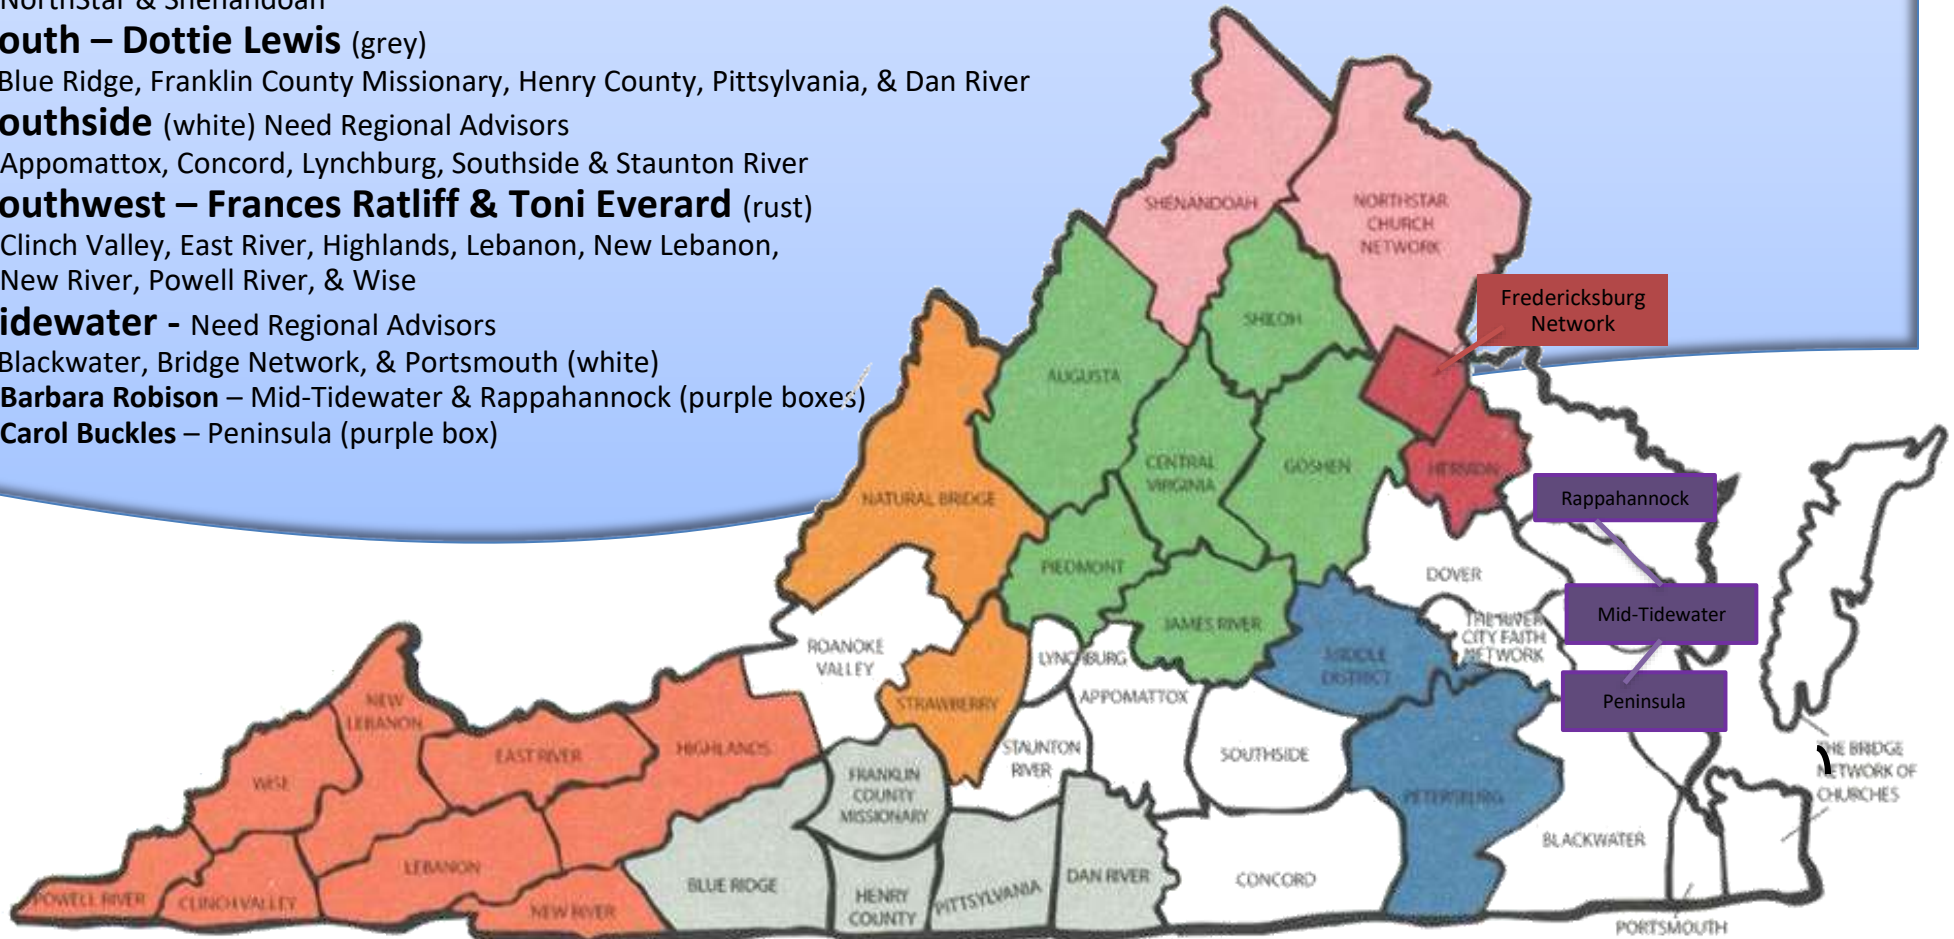 NorthStar & Shenandoah
outh – Dottie Lewis (grey)
Blue Ridge, Franklin County Missionary, Henry County, Pittsylvania, & Dan River
outhside (white) Need Regional Advisors
Appomattox, Concord, Lynchburg, Southside & Staunton River
outhwest – Frances Ratliff & Toni Everard (rust)
Clinch Valley, East River, Highlands, Lebanon, New Lebanon,
New River, Powell River, & Wise
idewater - Need Regional Advisors
Blackwater, Bridge Network, & Portsmouth (white)
Barbara Robison – Mid-Tidewater & Rappahannock (purple boxes)
Carol Buckles – Peninsula (purple box)
SHENANDOAH
NORTHSTAR
CHURCH
NETWORK
Fredericksburg
Network
SHILOH
AUGUSTA
CENTRAL
VIRGINIA
GOSHEN
HERMON
NATURAL BRIDGE
Rappahannock
PIEDMONT
DOVER
JAMES RIVER
Mid-Tidewater
THE RIVER
CITY FAITH
NETWORK
ROANOKE
VALLEY
LYNCHBURG
MIDDLE
DISTRICT
APPOMATTOX
Peninsula
STRAWBERRY
NEW
LEBANON
EAST RIVER
HIGHLANDS
STAUNTON
RIVER
SOUTHSIDE
THE BRIDGE
NETWORK OF
CHURCHES
WISE
FRANKLIN
COUNTY
MISSIONARY
PETERSBURG
BLACKWATER
LEBANON
BLUE RIDGE
HENRY
COUNTY
PITTSYLVANIA
DAN RIVER
CONCORD
POWELL RIVER
CLINCH VALLEY
NEW RIVER
PORTSMOUTH